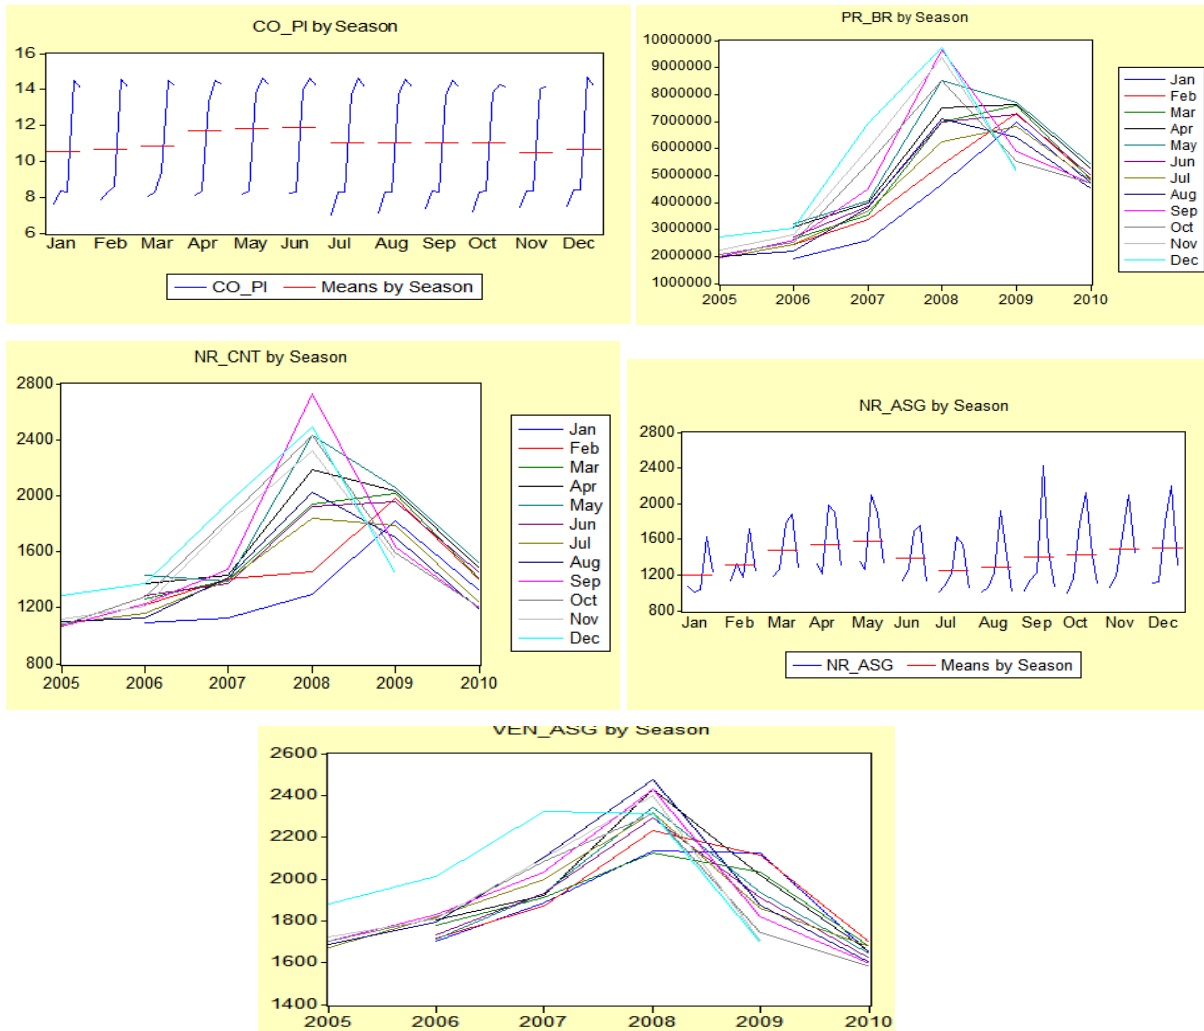 CO_PI by Season
16
14
12
10
8
6
Jan Feb Mar Apr May Jun Jul Aug Sep Oct Nov Dec
CO_PI Means by Season
PR_BR by Season
10000000
9000000
8000000
7000000
6000000
5000000
4000000
3000000
2000000
1000000
2005 2006 2007 2008 2009 2010
Jan
Feb
Mar
Apr
May
Jun
Jul
Aug
Sep
Oct
Nov
Dec
NR_CNT by Season
2800
2400
2000
1600
1200
800
2005 2006 2007 2008 2009 2010
Jan
Feb
Mar
Apr
May
Jun
Jul
Aug
Sep
Oct
Nov
Dec
NR_ASG by Season
2800
2400
2000
1600
1200
800
Jan Feb Mar Apr May Jun Jul Aug Sep Oct Nov Dec
NR_ASG Means by Season
VEN_ASG by Season
2600
2400
2200
2000
1800
1600
1400
2005 2006 2007 2008 2009 2010